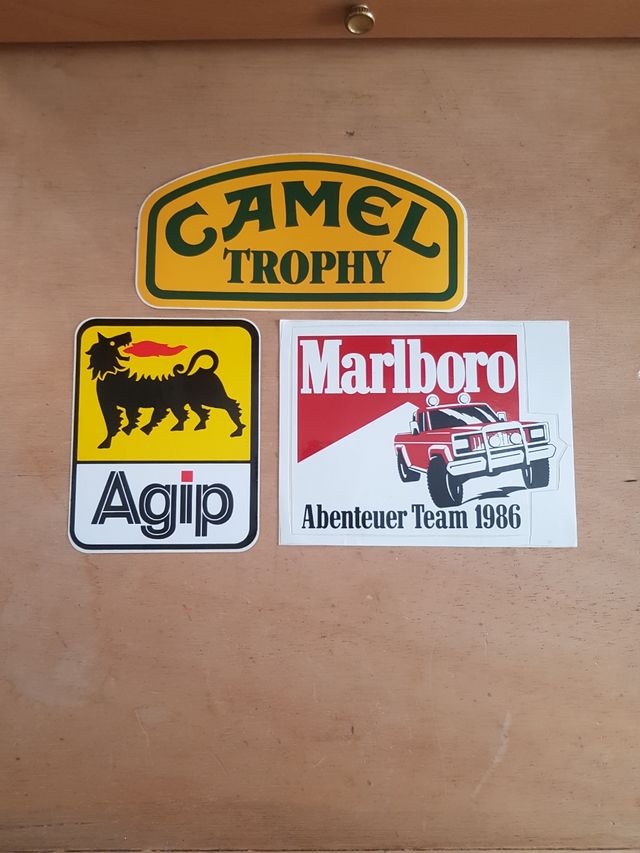 CAMEL
TROPHY
Agip
Marlboro
Abenteuer Team 1986